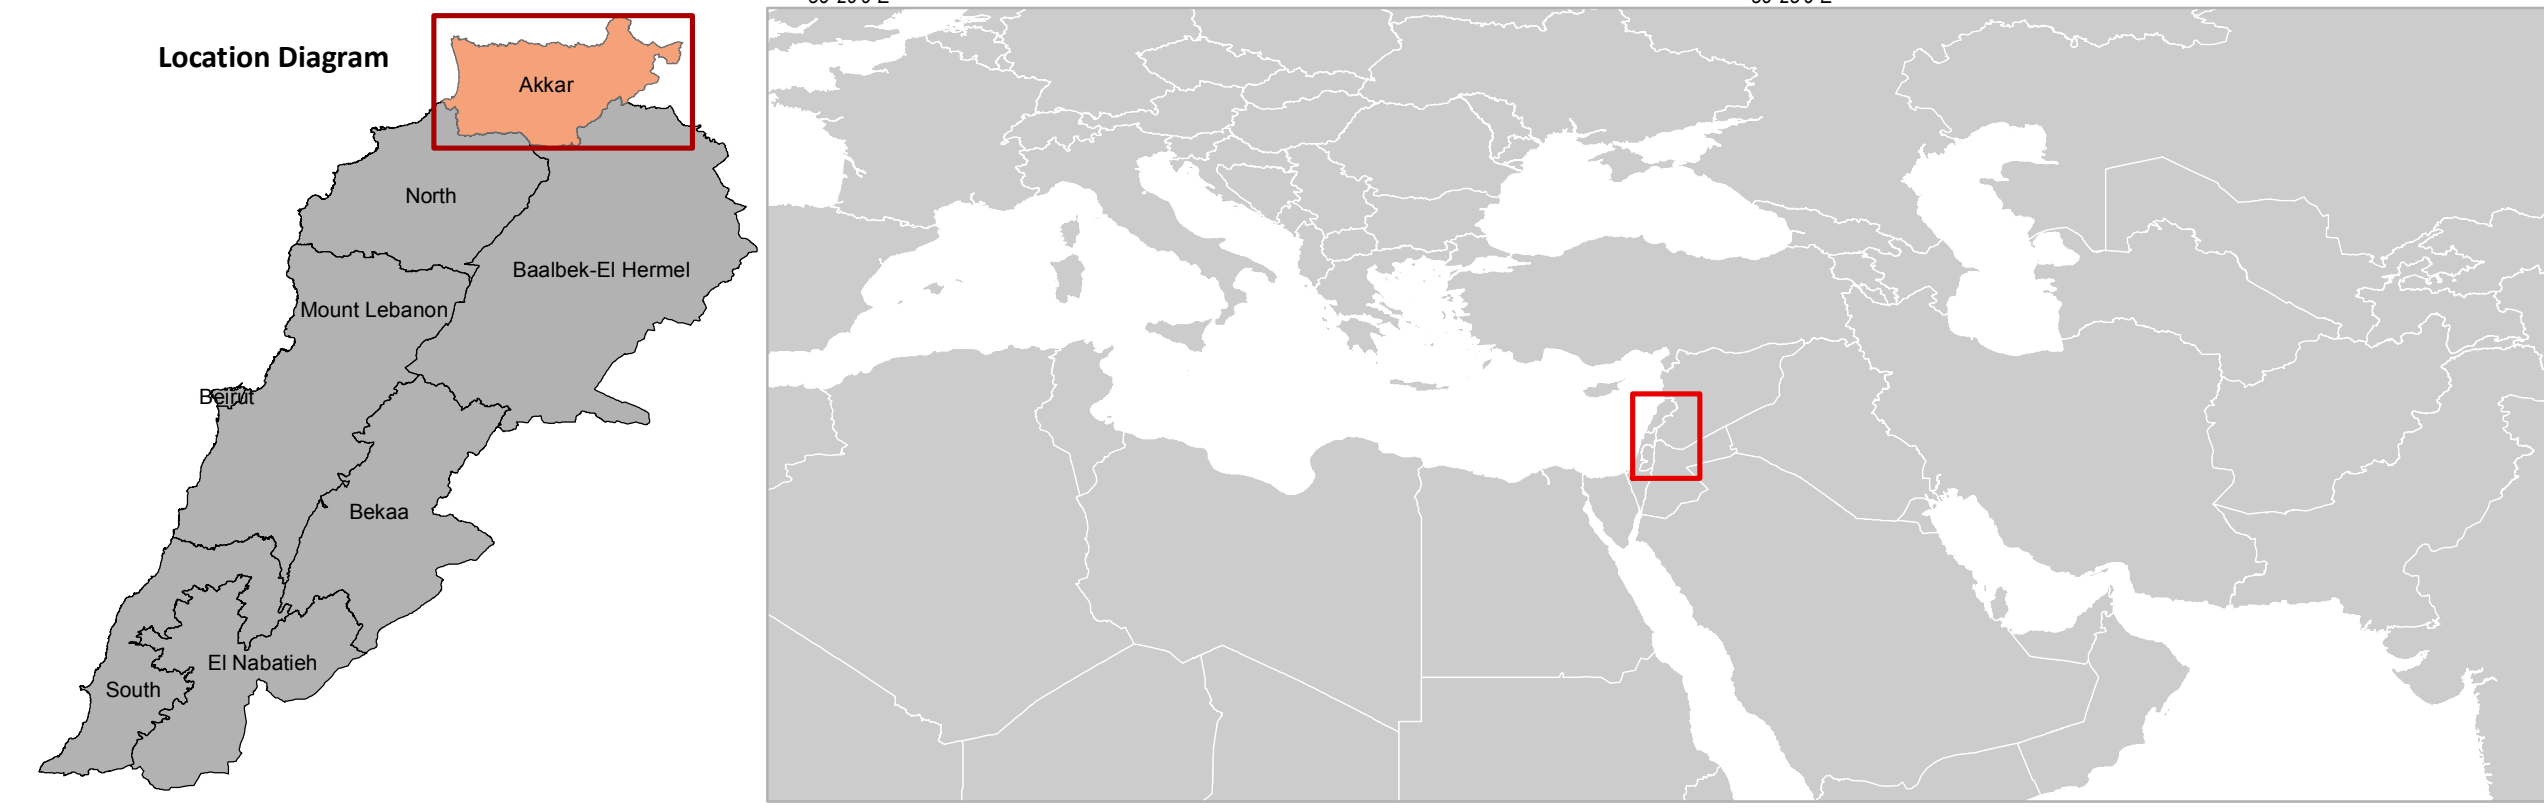 Location Diagram
Akkar
North
Baalbek-El Hermel
Mount Lebanon
Beirut
Bekaa
El Nabatieh
South